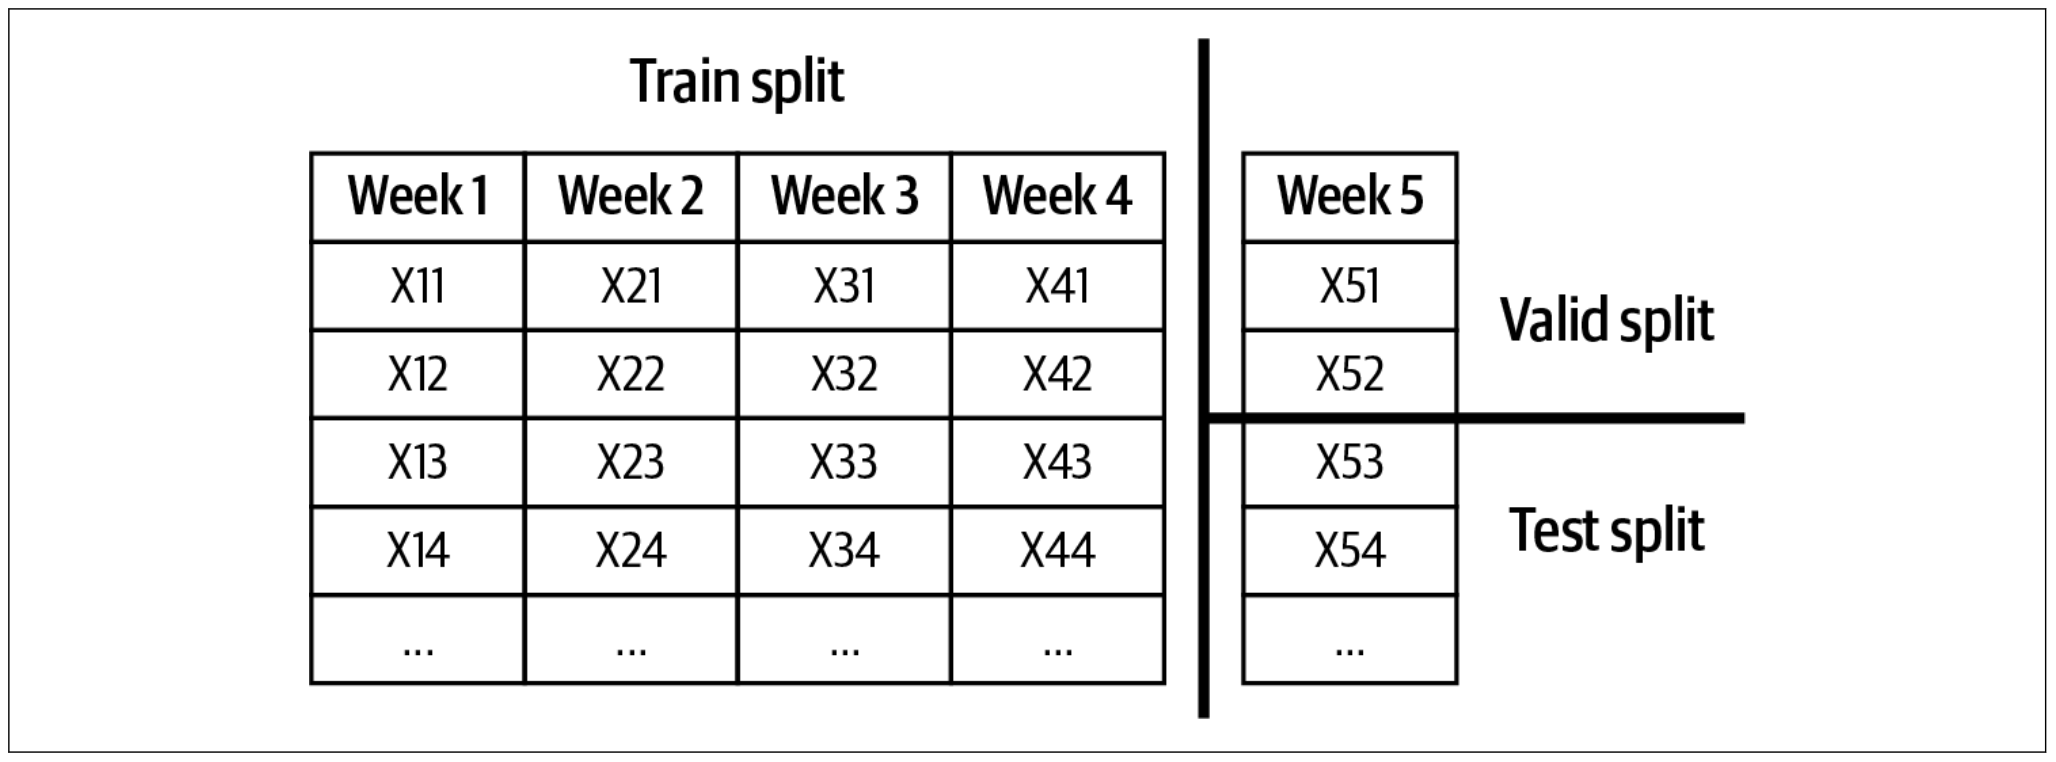 Train split
Week 1 Week 2 Week 3 Week 4 Week 5
X11 X21 X31 X41 X51
Valid split
X12 X22 X32 X42 X52
X13 X23 X33 X43 X53
Test split
X14 X24 X34 X44 X54
... ... ... ... ...